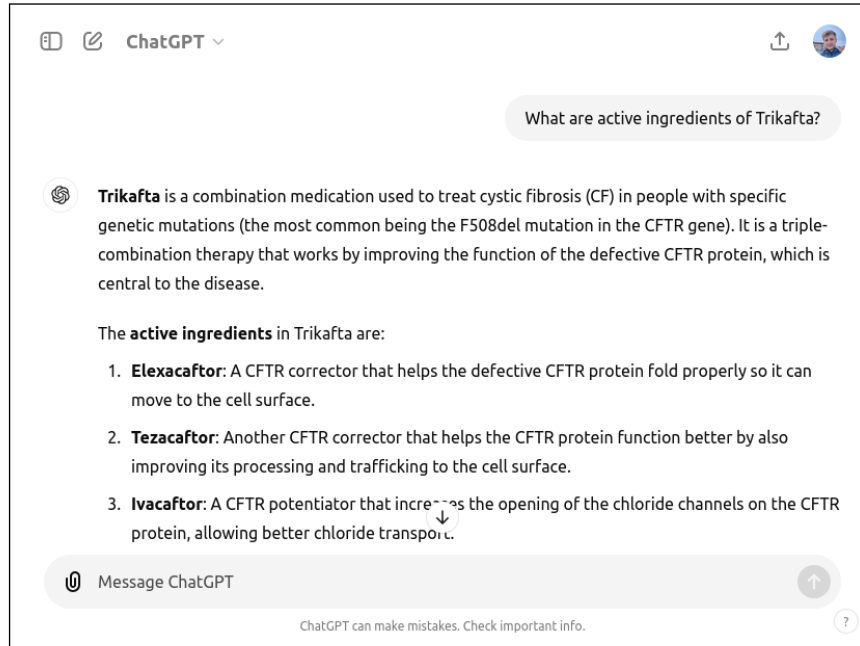 ChatGPT
What are active ingredients of Trikafta?
Trikafta is a combination medication used to treat cystic fibrosis (CF) in people with specific
genetic mutations (the most common being the F508del mutation in the CFTR gene). It is a triple-
combination therapy that works by improving the function of the defective CFTR protein, which is
central to the disease.
The active ingredients in Trikafta are:
1. Elexacaftor: A CFTR corrector that helps the defective CFTR protein fold properly so it can
move to the cell surface.
2. Tezacaftor: Another CFTR corrector that helps the CFTR protein function better by also
improving its processing and trafficking to the cell surface.
3. Ivacaftor: A CFTR potentiator that increases the opening of the chloride channels on the CFTR
protein, allowing better chloride transport.
Message ChatGPT
ChatGPT can make mistakes. Check important info.
?